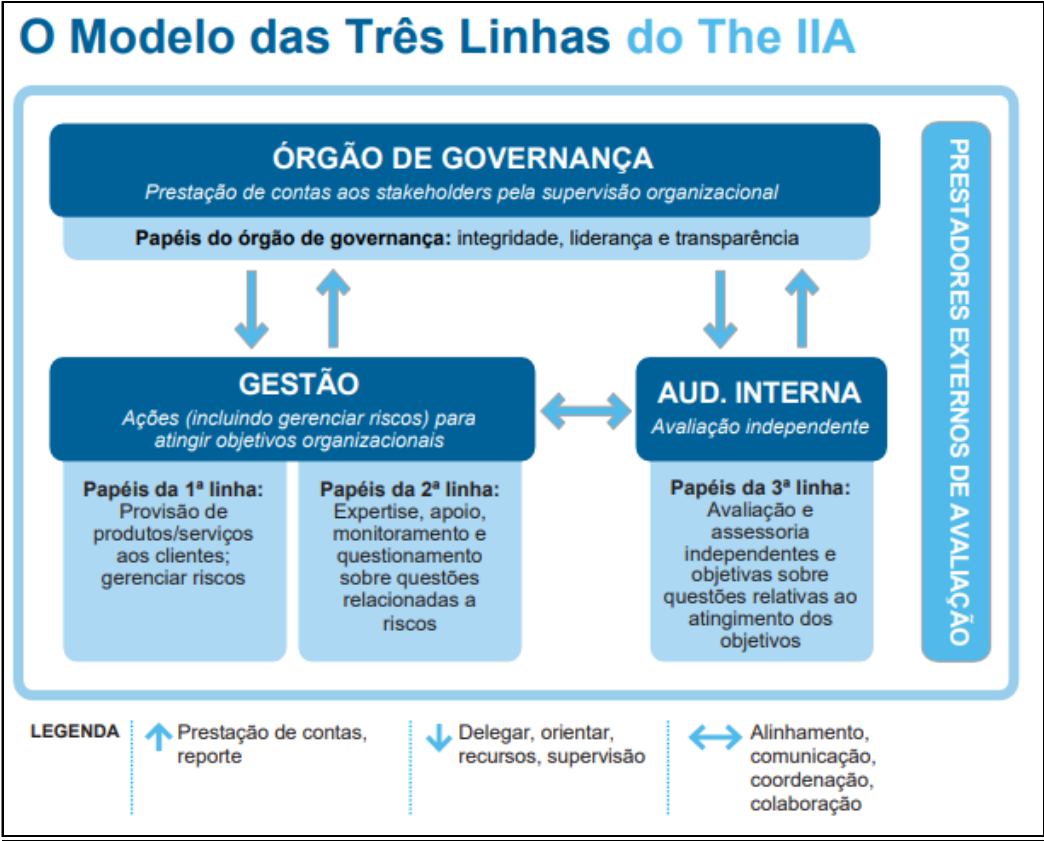 O Modelo das Três Linhas do The IIA
ÓRGÃO DE GOVERNANÇA
Prestação de contas aos stakeholders pela supervisão organizacional
Papéis do órgão de governança: integridade, liderança e transparência
GESTÃO
Ações (incluindo gerenciar riscos) para
atingir objetivos organizacionais
Papéis da 1ª linha:
Provisão de
produtos/serviços
aos clientes;
gerenciar riscos
Papéis da 2ª linha:
Expertise, apoio,
monitoramento e
questionamento
sobre questões
relacionadas a
riscos
AUD. INTERNA
Avaliação independente
Papéis da 3ª linha:
Avaliação e
assessoria
independentes e
objetivas sobre
questões relativas ao
atingimento dos
objetivos
PRESTADORES EXTERNOS DE AVALIAÇÃO
LEGENDA
Prestação de contas,
reporte
Delegar, orientar,
recursos, supervisão
Alinhamento,
comunicação,
coordenação,
colaboração